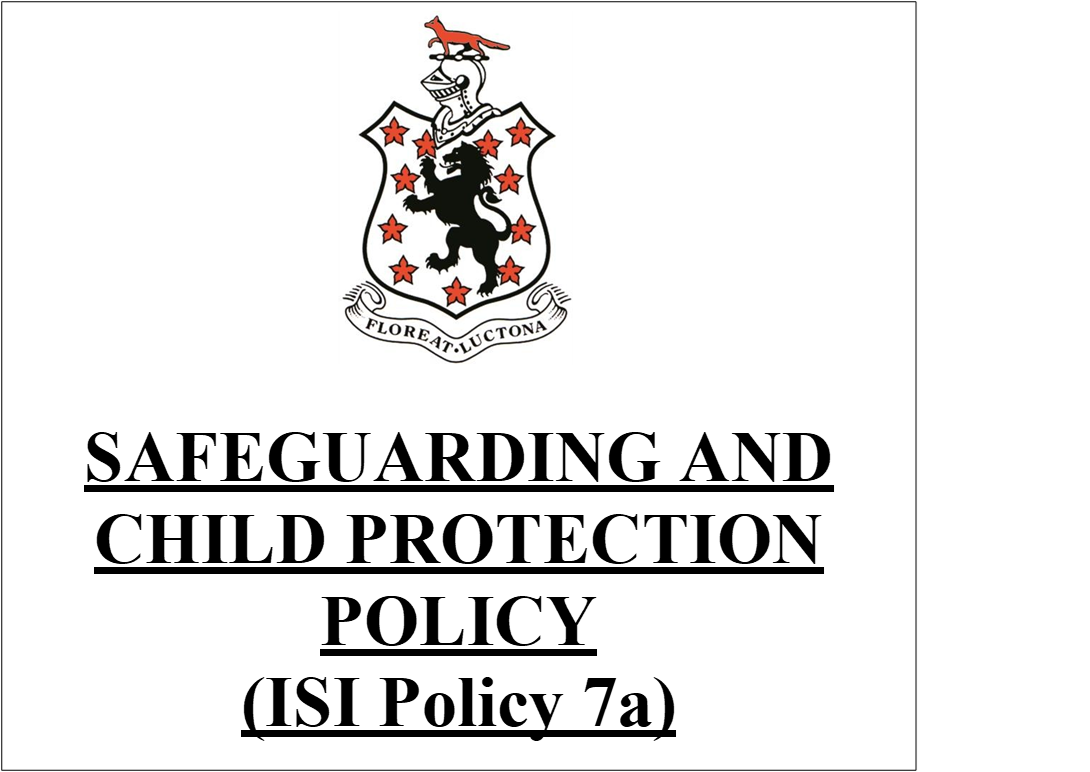 FLOREAT·LUCTONA
SAFEGUARDING AND
CHILD PROTECTION
POLICY
(ISI Policy 7a)